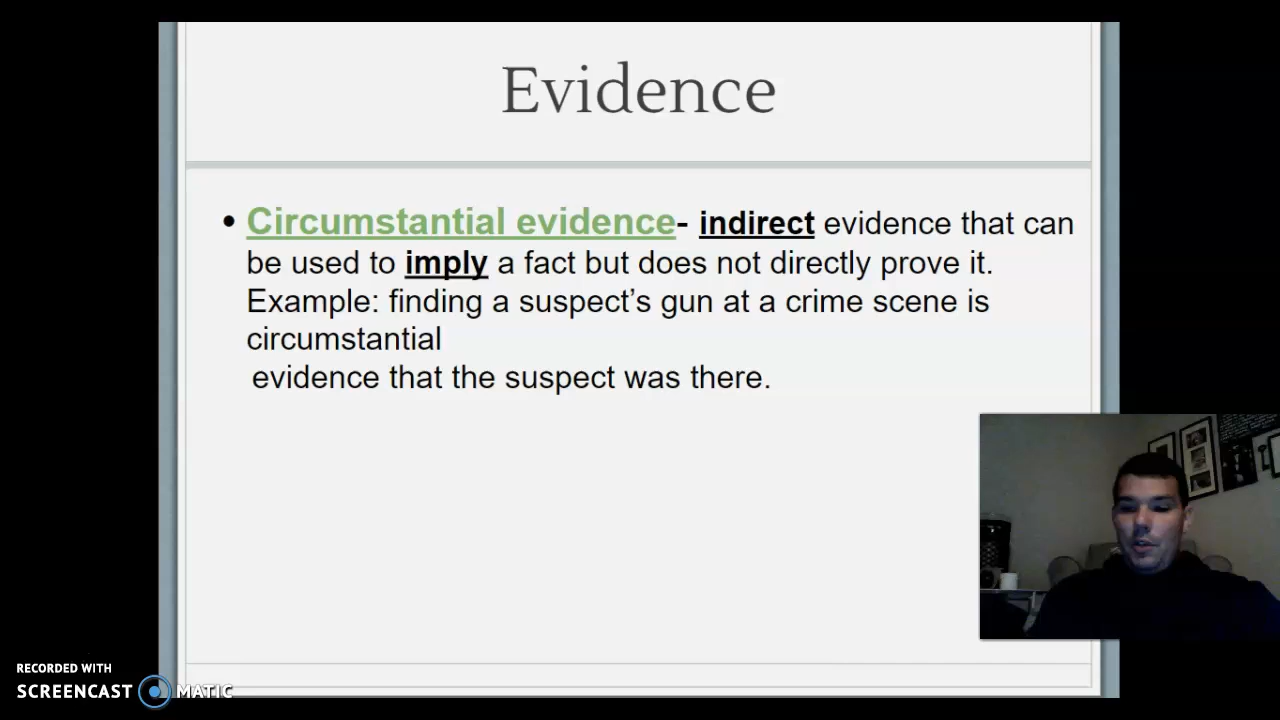 Evidence
• Circumstantial evidence- indirect evidence that can
be used to imply a fact but does not directly prove it.
Example: finding a suspect’s gun at a crime scene is
circumstantial
evidence that the suspect was there.
RECORDED WITH
SCREENCAST MATIC